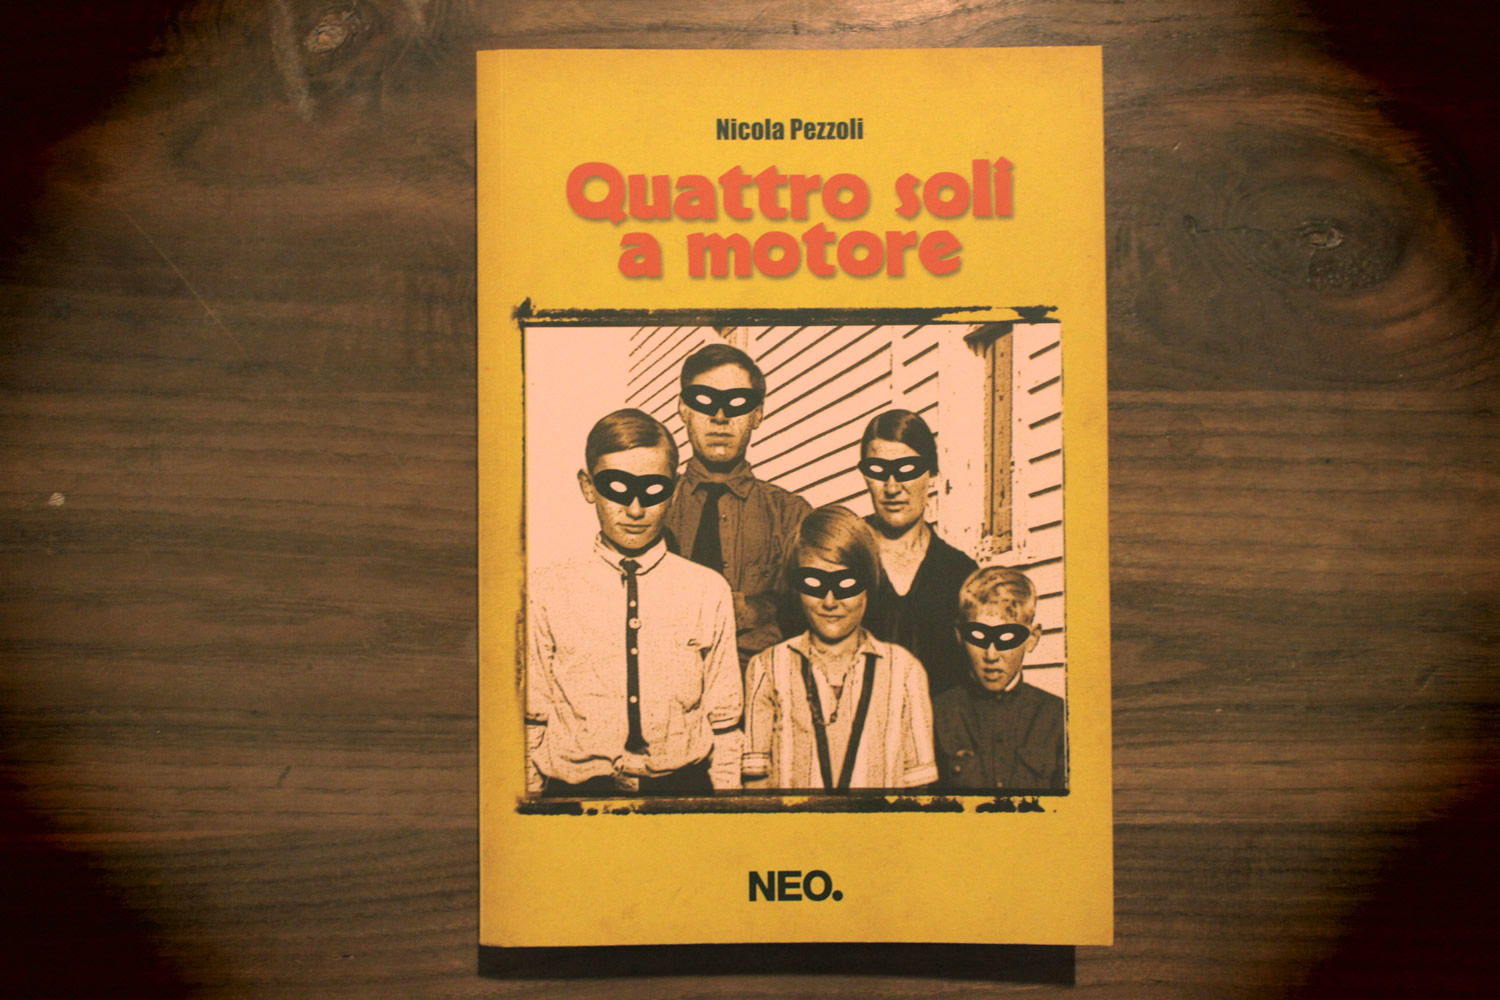 Nicola Pezzoli
Quattro soli
a motore
NEO.